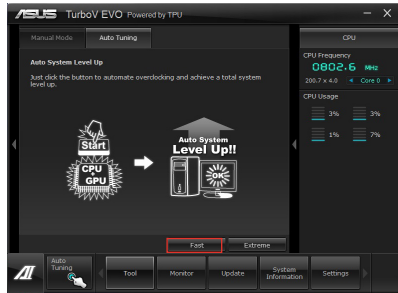 ASUS TurboV EVO Powered by TPU
Manual Mode
Auto Tuning
Auto System Level Up
Just click the button to automate overclocking and achieve a total system
level up.
Start
CPU
+
GPU
Auto System
Level Up!!
OK
Fast
Extreme
CPU
CPU Frequency
0802.6 MHz
200.7 x 4.0
Core 0
CPU Usage
3%
3%
1%
7%
Auto
Tuning
Tool
Monitor
Update
System
Information
Settings